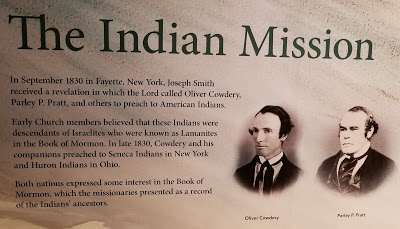 The Indian Mission
In September 1830 in Fayette, New York, Joseph Smith
received a revelation in which the Lord called Oliver Cowdery,
Parley P. Pratt, and others to preach to American Indians.
Early Church members believed that these Indians were
descendants of Israelites who were known as Lamanites
in the Book of Mormon. In late 1830, Cowdery and his
companions preached to Seneca Indians in New York
and Huron Indians in Ohio.
Both nations expressed some interest in the Book of
Mormon, which the missionaries presented as a record
of the Indians' ancestors.
Oliver Cowdery
Parley P. Pratt